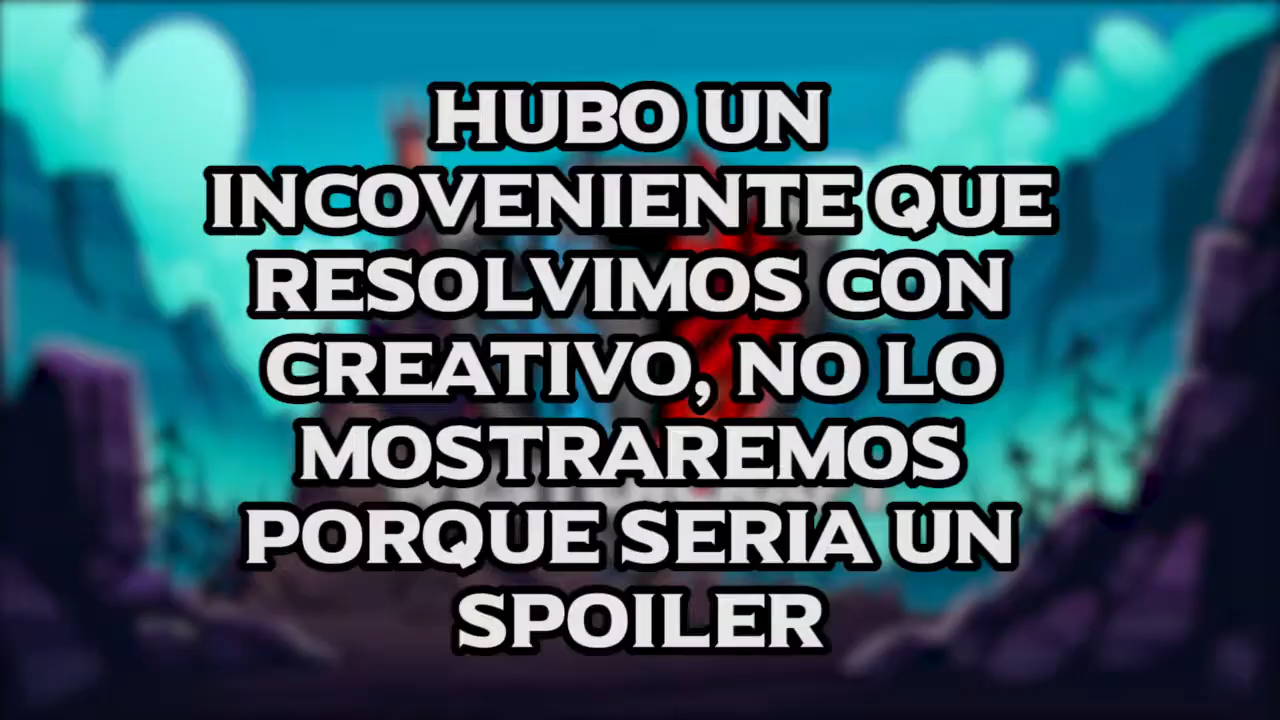 HUBO UN
INCOVENIENTE QUE
RESOLVIMOS CON
CREATIVO, NO LO
MOSTRAREMOS
PORQUE SERIA UN
SPOILER